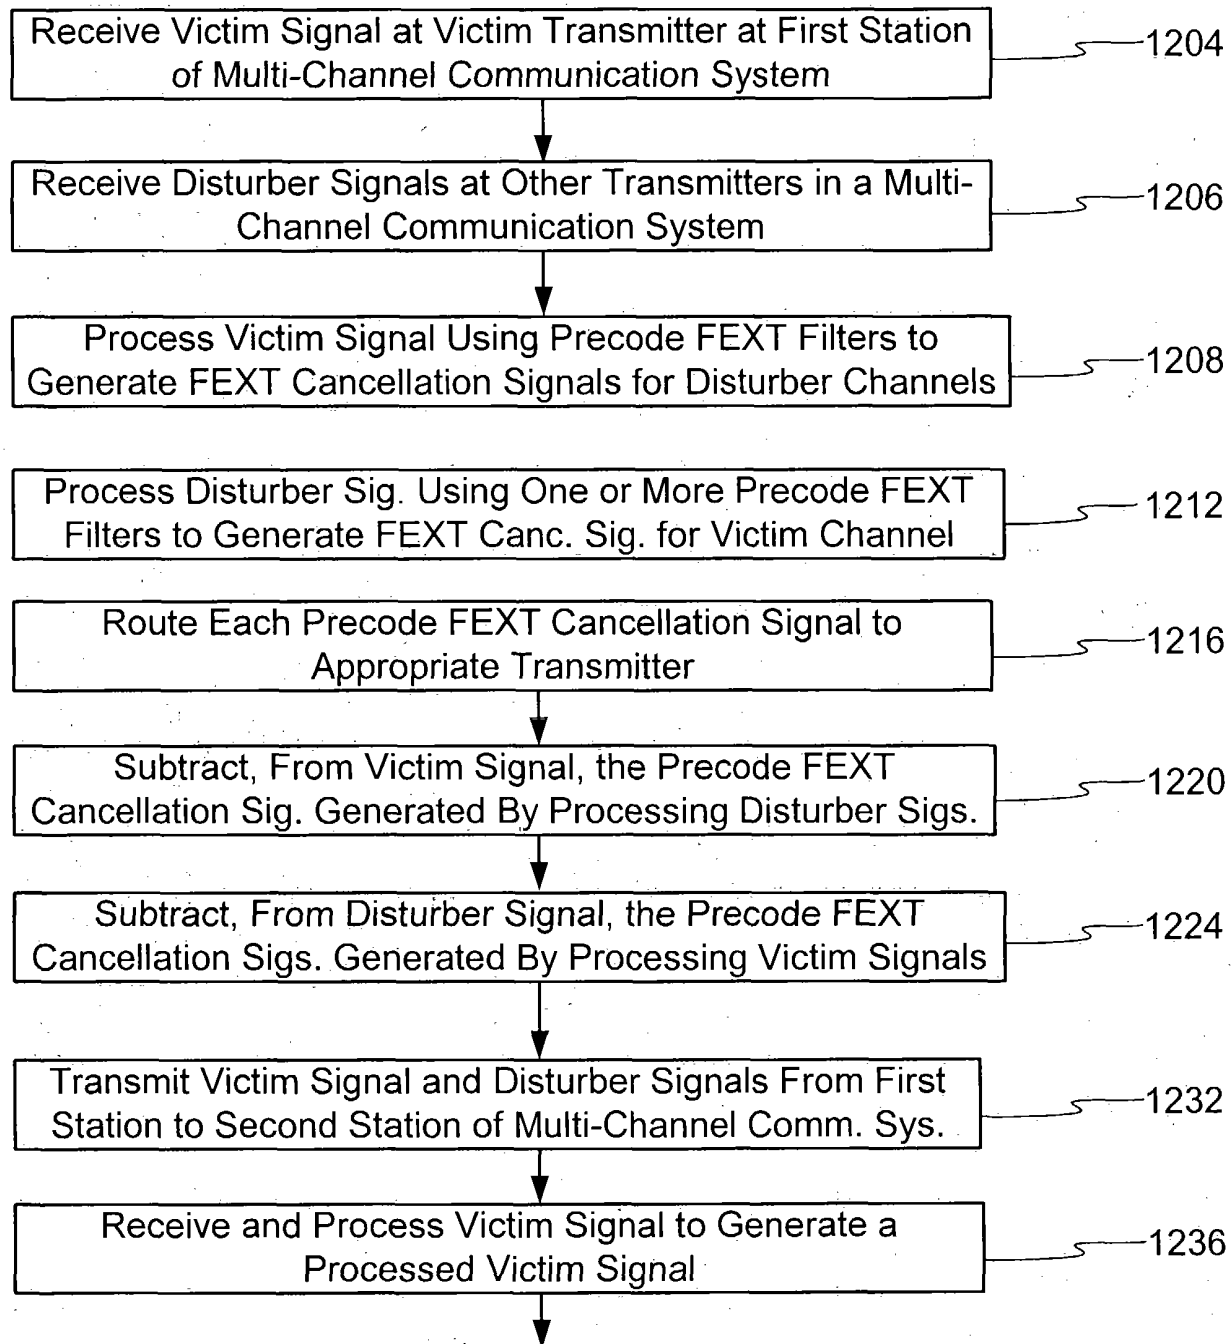 Receive Victim Signal at Victim Transmitter at First Station
of Multi-Channel Communication System
1204
Receive Disturber Signals at Other Transmitters in a Multi-
Channel Communication System
1206
Process Victim Signal Using Precode FEXT Filters to
Generate FEXT Cancellation Signals for Disturber Channels
1208
Process Disturber Sig. Using One or More Precode FEXT
Filters to Generate FEXT Canc. Sig. for Victim Channel
1212
Route Each Precode FEXT Cancellation Signal to
Appropriate Transmitter
1216
Subtract, From Victim Signal, the Precode FEXT
Cancellation Sig. Generated By Processing Disturber Sigs.
1220
Subtract, From Disturber Signal, the Precode FEXT
Cancellation Sigs. Generated By Processing Victim Signals
1224
Transmit Victim Signal and Disturber Signals From First
Station to Second Station of Multi-Channel Comm. Sys.
1232
Receive and Process Victim Signal to Generate a
Processed Victim Signal
1236